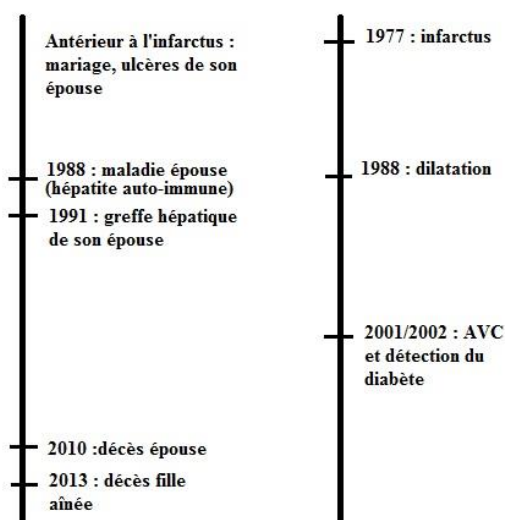 Antérieur à l'infarctus :
mariage, ulcères de son
épouse
1988 : maladie épouse
(hépatite auto-immune)
1991 : greffe hépatique
de son épouse
2010 :décès épouse
2013 : décès fille
aînée
1977 : infarctus
1988 : dilatation
2001/2002 : AVC
et détection du
diabète